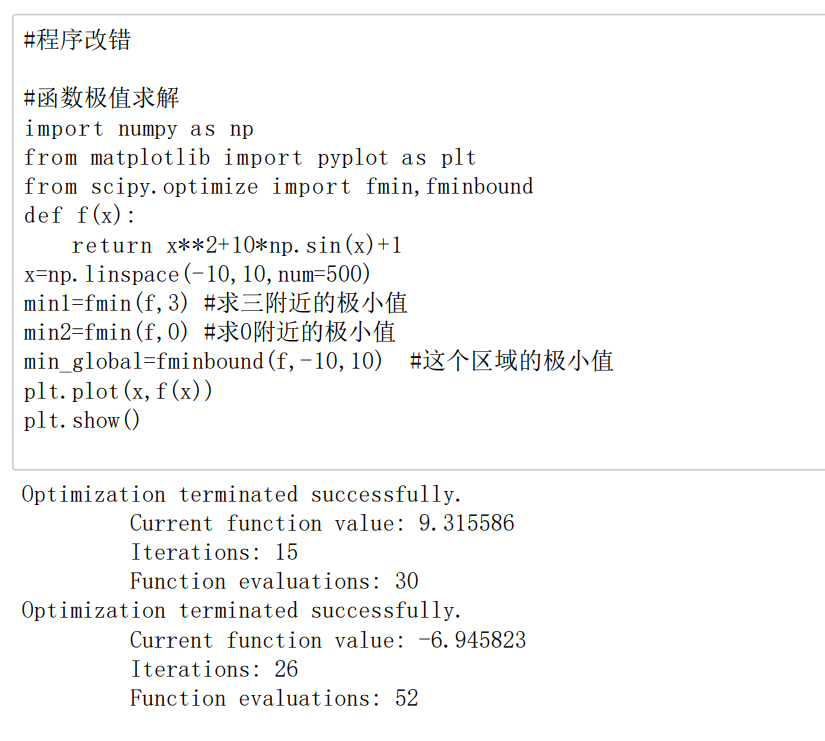 #程序改错
#函数极值求解
import numpy as np
from matplotlib import pyplot as plt
from scipy.optimize import fmin,fminbound
def f(x):
    return x**2+10*np.sin(x)+1
x=np.linspace(-10,10,num=500)
min1=fmin(f,3) #求三附近的极小值
min2=fmin(f,0) #求0附近的极小值
min_global=fminbound(f,-10,10)  #这个区域的极小值
plt.plot(x,f(x))
plt.show()
Optimization terminated successfully.
         Current function value: 9.315586
         Iterations: 15
         Function evaluations: 30
Optimization terminated successfully.
         Current function value: -6.945823
         Iterations: 26
         Function evaluations: 52